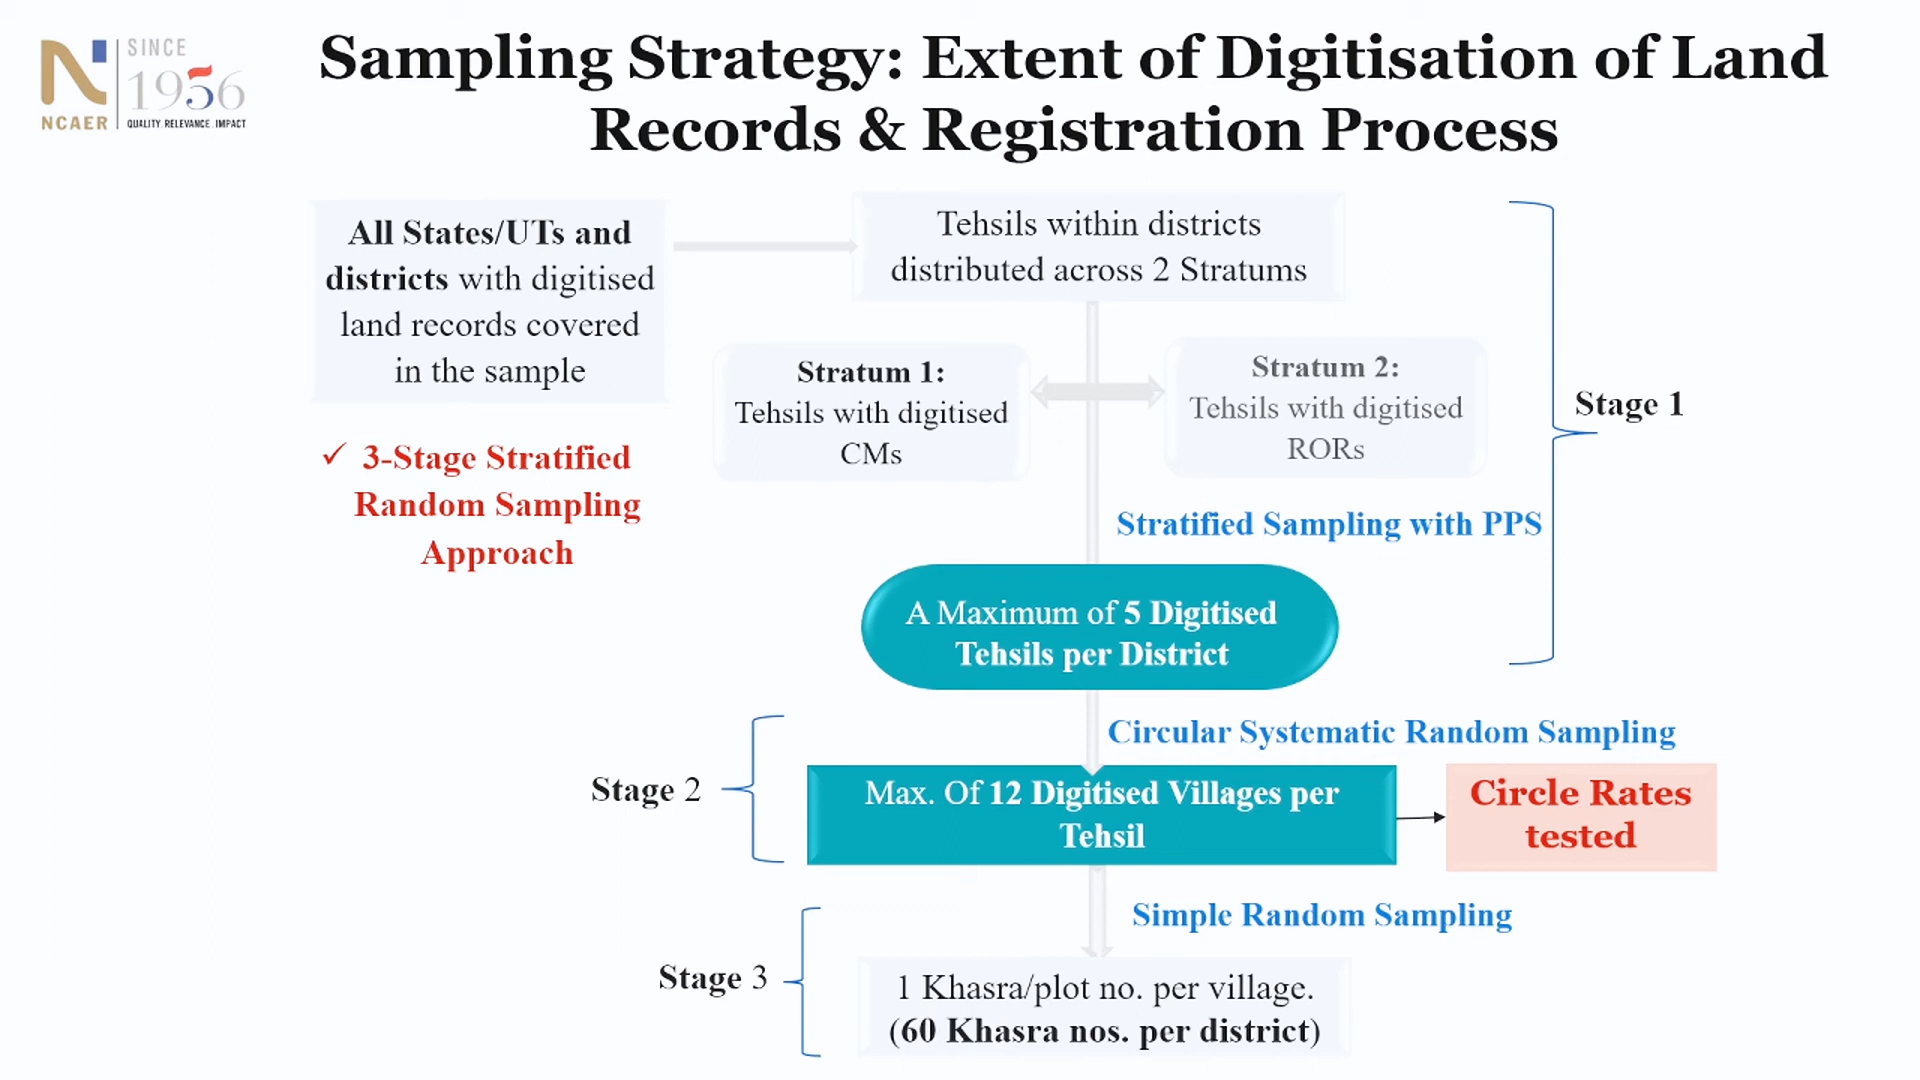 SINCE
1956
NCAER
QUALITY. RELEVANCE. IMPACT
Sampling Strategy: Extent of Digitisation of Land
Records & Registration Process
All States/UTs and
districts with digitised
land records covered
in the sample
Tehsils within districts
distributed across 2 Stratums
Stratum 1:
Tehsils with digitised
CMs
Stratum 2:
Tehsils with digitised
RORs
Stage 1
✓ 3-Stage Stratified
Random Sampling
Approach
Stratified Sampling with PPS
A Maximum of 5 Digitised
Tehsils per District
Circular Systematic Random Sampling
Stage 2
Max. Of 12 Digitised Villages per
Tehsil
Circle Rates
tested
Simple Random Sampling
Stage 3
1 Khasra/plot no. per village.
(60 Khasra nos. per district)